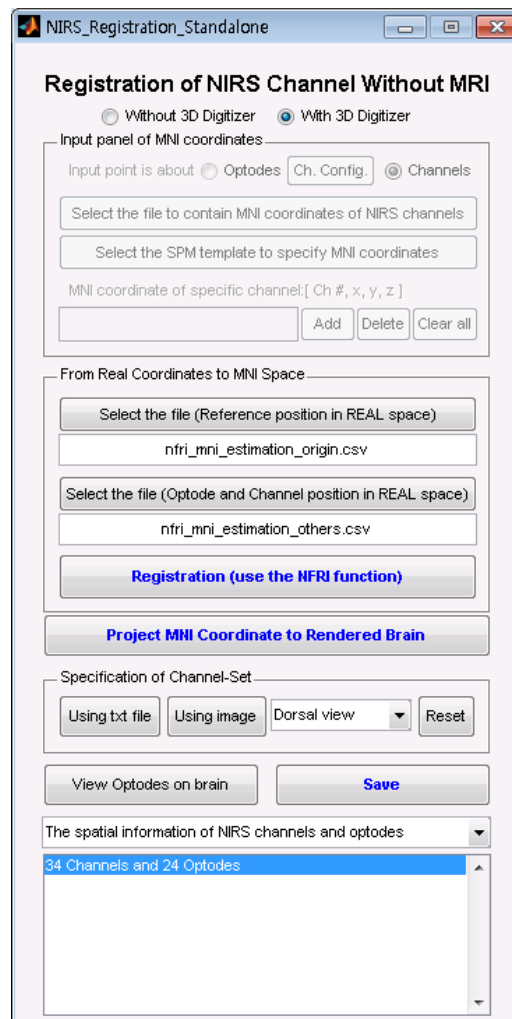 NIRS_Registration_Standalone
Registration of NIRS Channel Without MRI
Without 3D Digitizer With 3D Digitizer
Input panel of MNI coordinates
Input point is about Optodes Ch. Config. Channels
Select the file to contain MNI coordinates of NIRS channels
Select the SPM template to specify MNI coordinates
MNI coordinate of specific channel:[ Ch #, x, y, z ]
Add Delete Clear all
From Real Coordinates to MNI Space
Select the file (Reference position in REAL space)
nfri_mni_estimation_origin.csv
Select the file (Optode and Channel position in REAL space)
nfri_mni_estimation_others.csv
Registration (use the NFRI function)
Project MNI Coordinate to Rendered Brain
Specification of Channel-Set
Using txt file Using image Dorsal view Reset
View Optodes on brain Save
The spatial information of NIRS channels and optodes
34 Channels and 24 Optodes